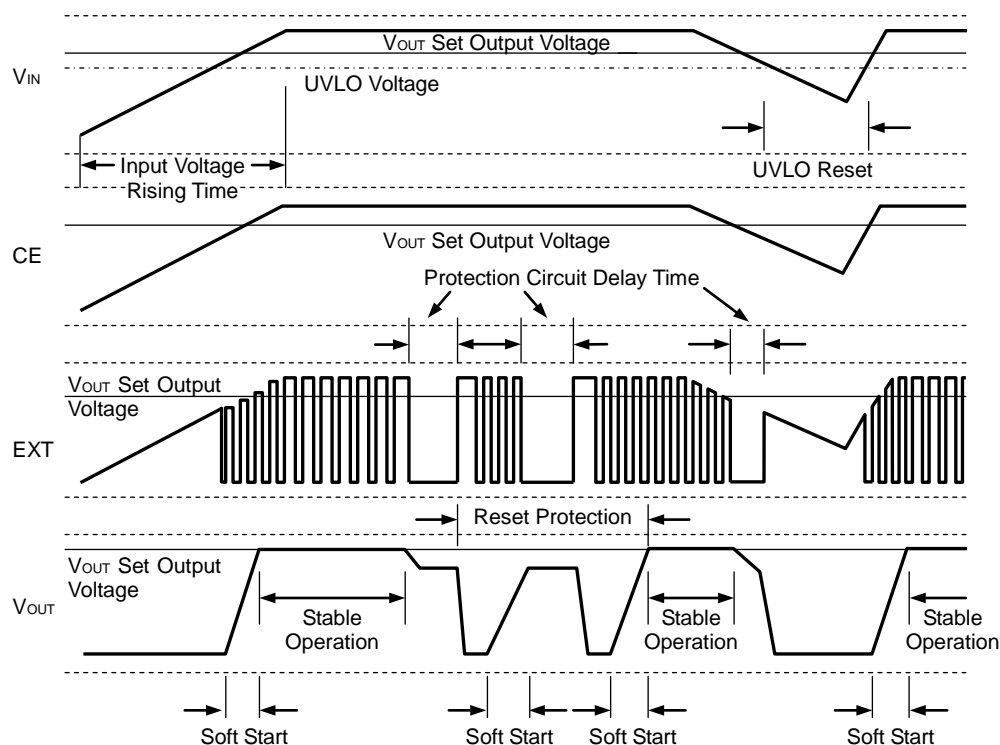 VOUT Set Output Voltage
VIN
UVLO Voltage
Input Voltage
Rising Time
UVLO Reset
VOUT Set Output Voltage
CE
Protection Circuit Delay Time
VOUT Set Output
Voltage
EXT
Reset Protection
VOUT Set Output
Voltage
VOUT
Stable
Operation
Stable
Operation
Stable
Operation
Soft Start
Soft Start
Soft Start
Soft Start